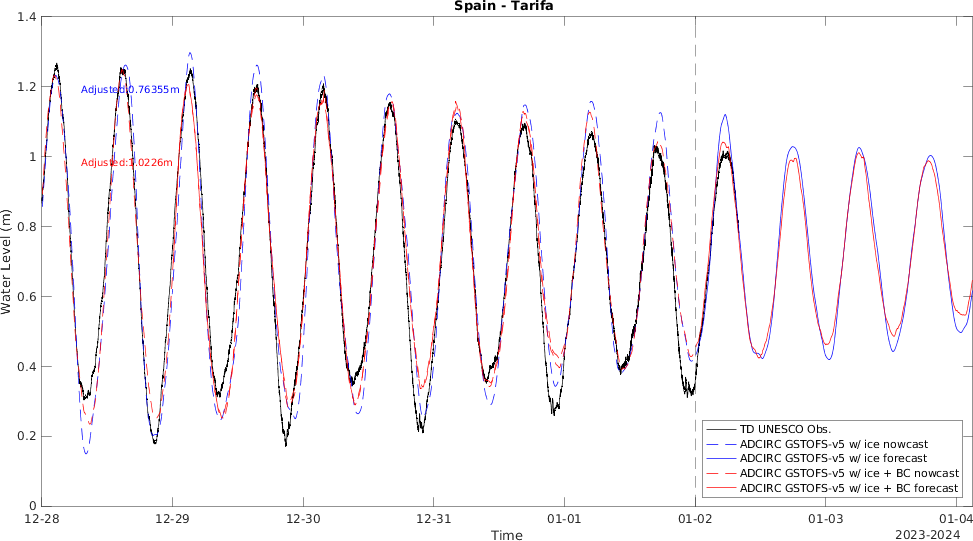 Spain - Tarifa
1.4
1.2
1
0.8
0.6
0.4
0.2
0
Water Level (m)
Adjusted:0.76355m
Adjusted:1.0226m
TD UNESCO Obs.
ADCIRC GSTOFS-v5 w/ ice nowcast
ADCIRC GSTOFS-v5 w/ ice forecast
ADCIRC GSTOFS-v5 w/ ice + BC nowcast
ADCIRC GSTOFS-v5 w/ ice + BC forecast
12-28 12-29 12-30 12-31 01-01 01-02 01-03 01-04
Time
2023-2024